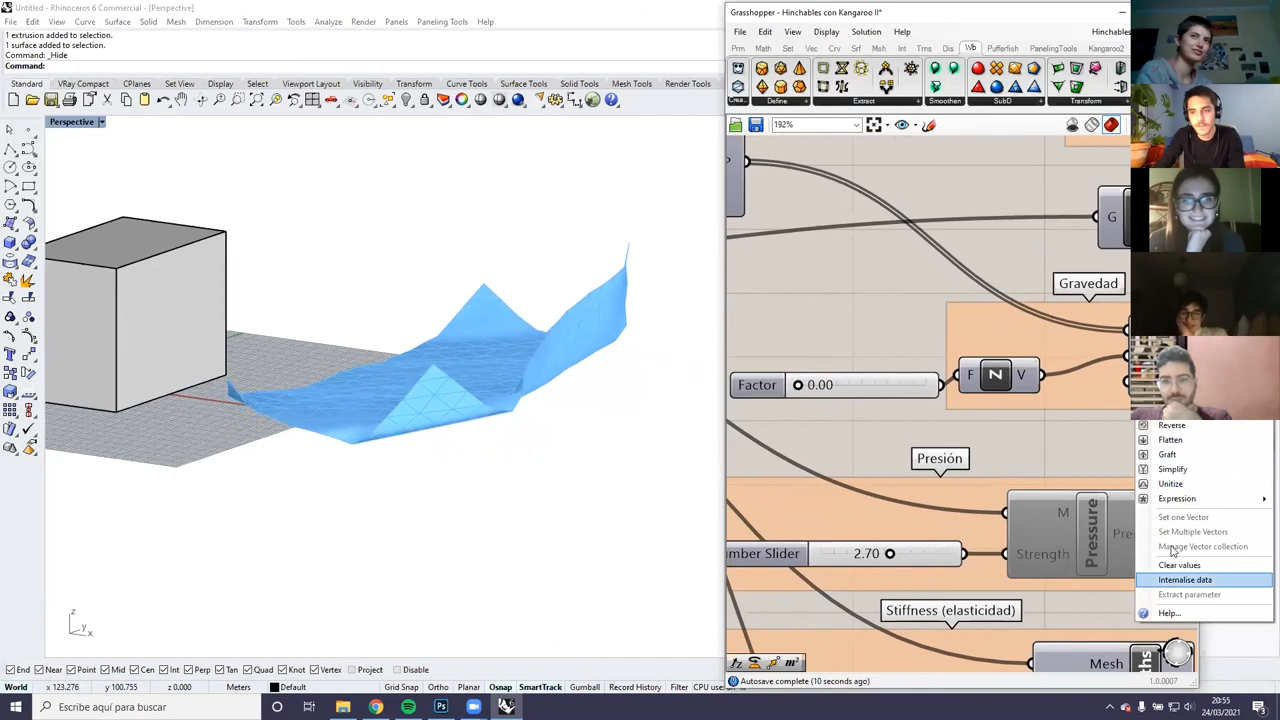 Untitled - Rhinoceros 6 Commercial - [Perspective]
File Edit View Curve Surface Solid Mesh Dimension Transform Tools Analyze Render Panels Paneling Tools Help
1 extrusion added to selection.
1 surface added to selection.
Command: _Hide
Command:
Standard VRay Compact CPlanes Set View Display Select Viewport Layout Visibility Transform Curve Tools Surface Tools Solid Tools Mesh Tools Render Tools
Perspective
z
y
x
End Near Point Mid Cen Int Perp Tan Quad Knot Vertex Project Disable
World x 123.276 y 100.755 z 0.000 Meters Default Grid Snap Ortho Planar Osnap SmartTrack Gumball Record History Filter CPU use:
Grasshopper - Hinchables con Kangaroo II*
File Edit View Display Solution Help Hinchables
Prm Math Set Vec Crv Srf Msh Int Trns Dis Wb Pufferfish PanelingTools Kangaroo2
Crea... Define Extract Smoothen SubD Transform
192%
G
Gravedad
Factor 0.00
F N V
Presión
M
Strength
Pressure
Pres
umber Slider 2.70
Stiffness (elasticidad)
Mesh
Reverse
Flatten
Graft
Simplify
Unitize
Expression
Set one Vector
Set Multiple Vectors
Manage Vector collection
Clear values
Internalise data
Extract parameter
Help...
Autosave complete (10 seconds ago)
1.0.0007
Escribe aquí para buscar
20:55
24/03/2021
3